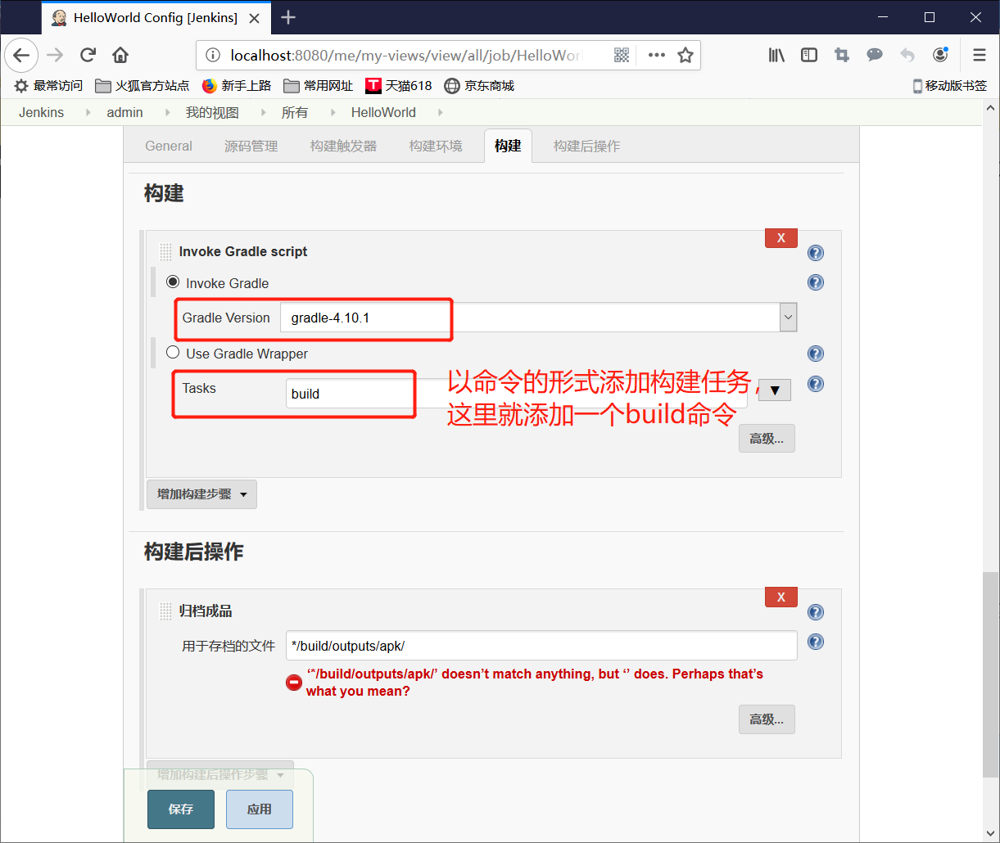 HelloWorld Config [Jenkins]
localhost:8080/me/my-views/view/all/job/HelloWor
最常访问 火狐官方站点 新手上路 常用网址 T 天猫618 京东商城 移动版书签
Jenkins admin 我的视图 所有 HelloWorld
General 源码管理 构建触发器 构建环境 构建 构建后操作
构建
X
Invoke Gradle script
Invoke Gradle
Gradle Version gradle-4.10.1
Use Gradle Wrapper
Tasks build
以命令的形式添加构建任务,
这里就添加一个build命令
高级...
增加构建步骤
构建后操作
X
归档成品
用于存档的文件 */build/outputs/apk/
‘*/build/outputs/apk/’ doesn’t match anything, but ‘’ does. Perhaps that’s
what you mean?
高级...
增加构建后操作步骤
保存 应用